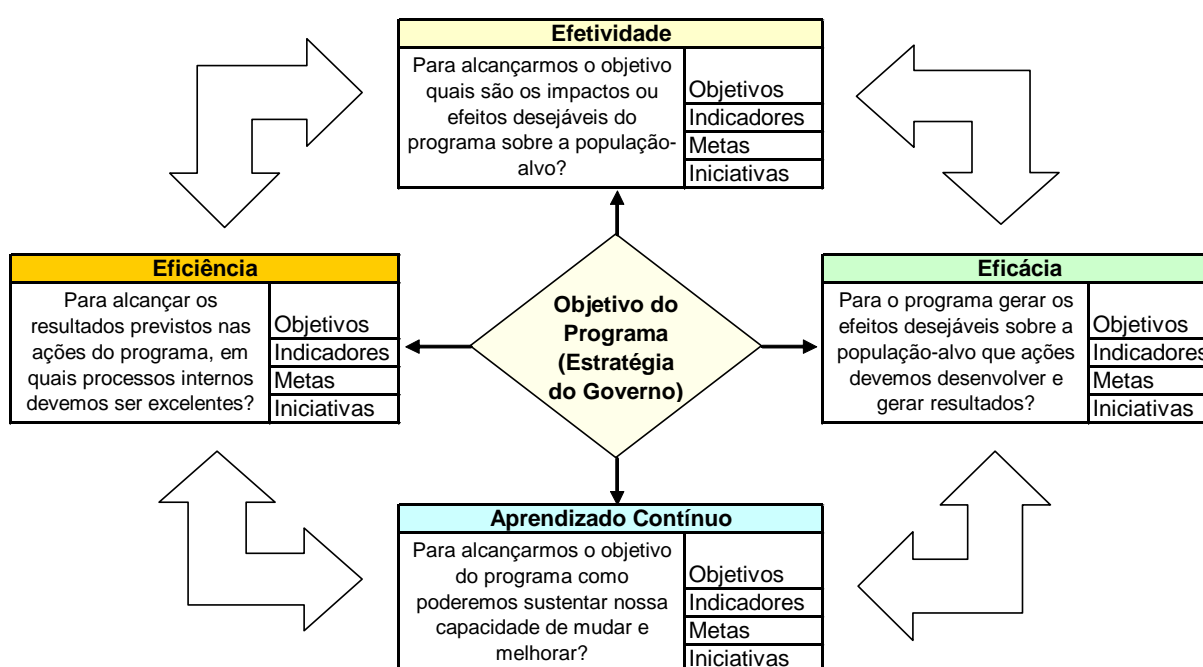 Efetividade
Para alcançarmos o objetivo
quais são os impactos ou
efeitos desejáveis do
programa sobre a população-
alvo?
Objetivos
Indicadores
Metas
Iniciativas
Eficiência
Para alcançar os
resultados previstos nas
ações do programa, em
quais processos internos
devemos ser excelentes?
Objetivos
Indicadores
Metas
Iniciativas
Objetivo do
Programa
(Estratégia
do Governo)
Eficácia
Para o programa gerar os
efeitos desejáveis sobre a
população-alvo que ações
devemos desenvolver e
gerar resultados?
Objetivos
Indicadores
Metas
Iniciativas
Aprendizado Contínuo
Para alcançarmos o objetivo
do programa como
poderemos sustentar nossa
capacidade de mudar e
melhorar?
Objetivos
Indicadores
Metas
Iniciativas